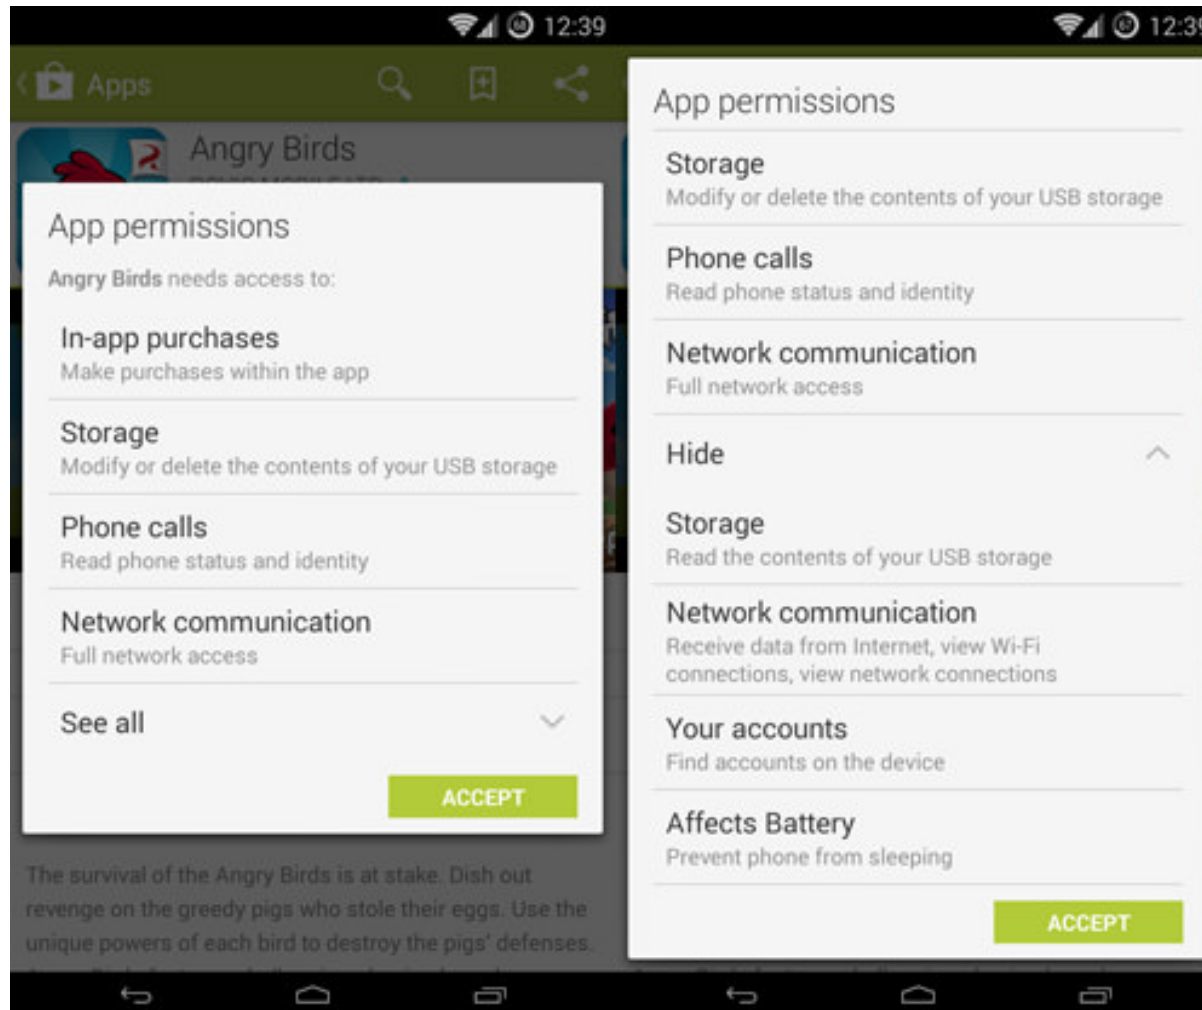 68 12:39
Apps
Angry Birds
App permissions
Angry Birds needs access to:
In-app purchases
Make purchases within the app
Storage
Modify or delete the contents of your USB storage
Phone calls
Read phone status and identity
Network communication
Full network access
See all
ACCEPT
The survival of the Angry Birds is at stake. Dish out
revenge on the greedy pigs who stole their eggs. Use the
unique powers of each bird to destroy the pigs' defenses.
67 12:39
App permissions
Storage
Modify or delete the contents of your USB storage
Phone calls
Read phone status and identity
Network communication
Full network access
Hide
Storage
Read the contents of your USB storage
Network communication
Receive data from Internet, view Wi-Fi
connections, view network connections
Your accounts
Find accounts on the device
Affects Battery
Prevent phone from sleeping
ACCEPT